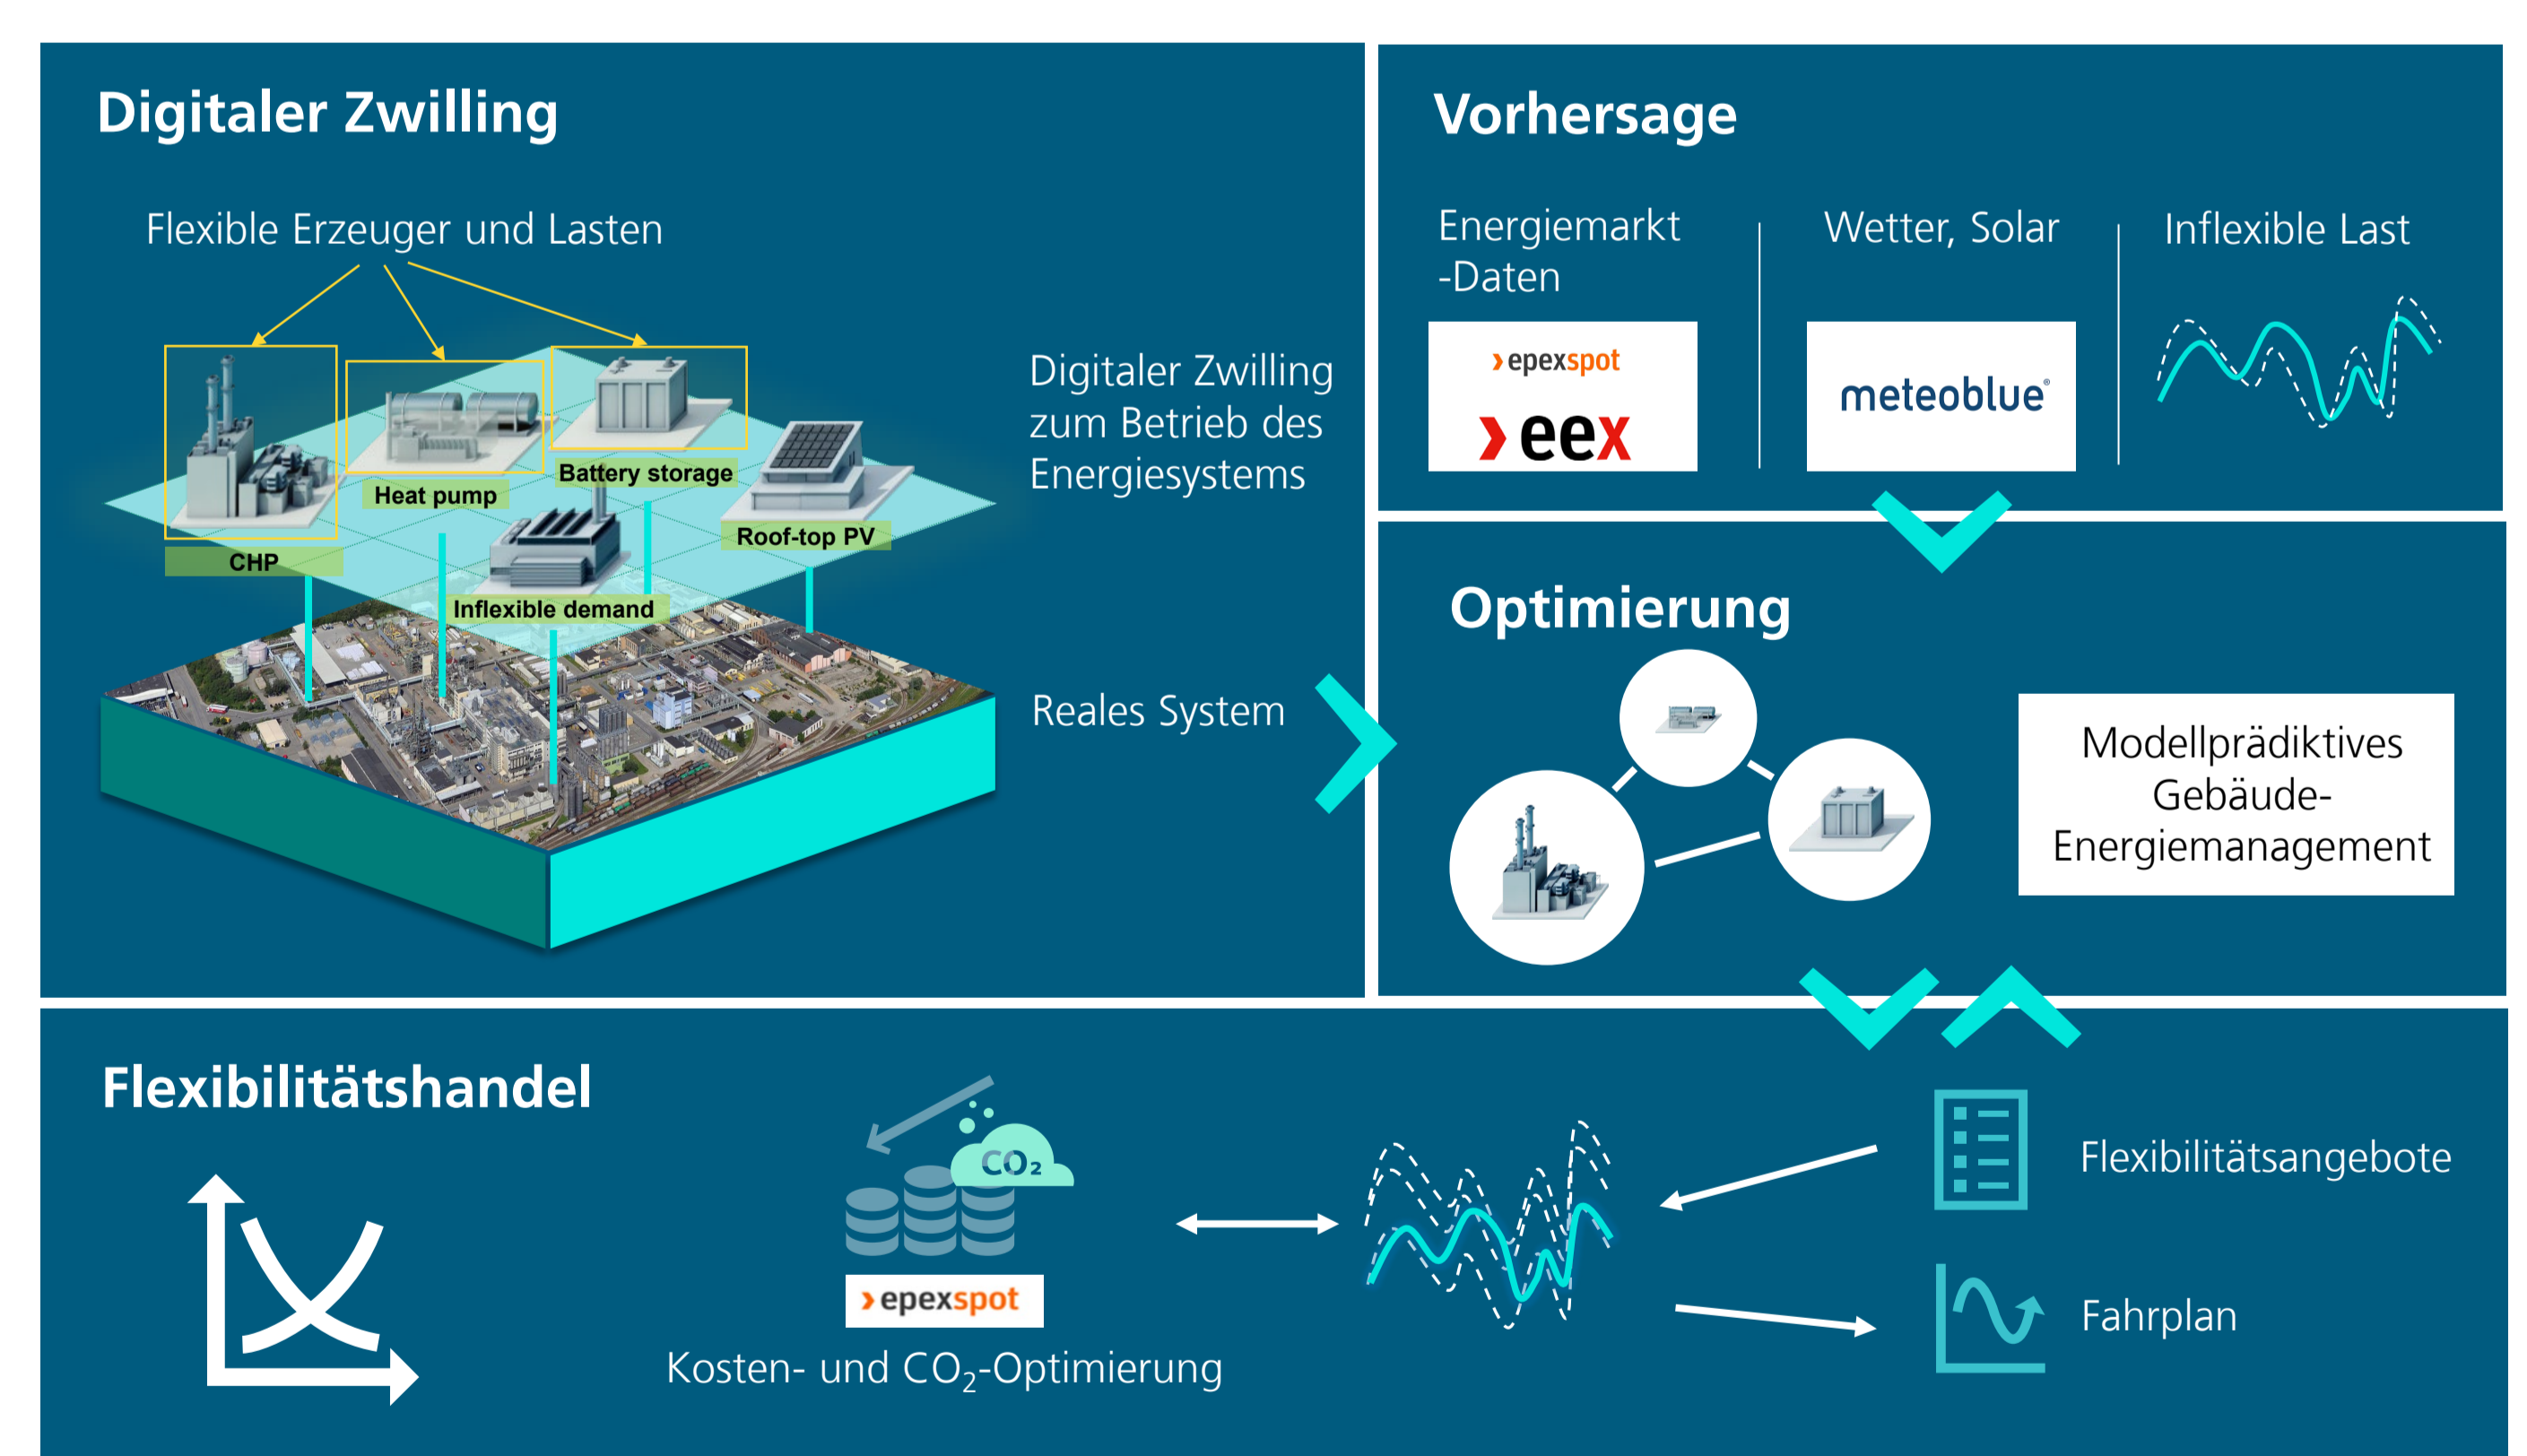 Digitaler Zwilling
Flexible Erzeuger und Lasten
CHP
Heat pump
Battery storage
Roof-top PV
Inflexible demand
Digitaler Zwilling
zum Betrieb des
Energiesystems
Reales System
Vorhersage
Energiemarkt
-Daten
epexspot
eex
Wetter, Solar
meteoblue®
Inflexible Last
Optimierung
Modellprädiktives
Gebäude-
Energiemanagement
Flexibilitätshandel
CO₂
epexspot
Kosten- und CO₂-Optimierung
Flexibilitätsangebote
Fahrplan